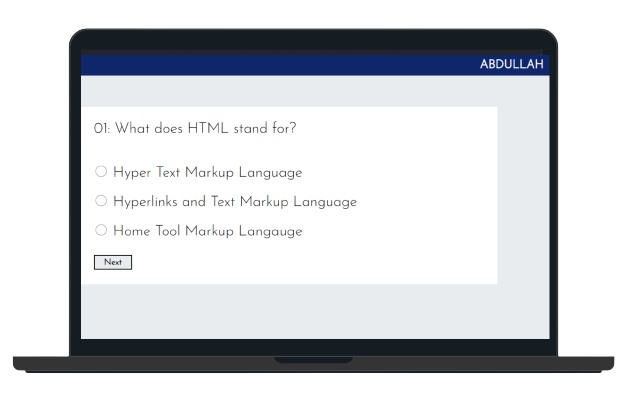 ABDULLAH
01: What does HTML stand for?
Hyper Text Markup Language
Hyperlinks and Text Markup Language
Home Tool Markup Langauge
Next